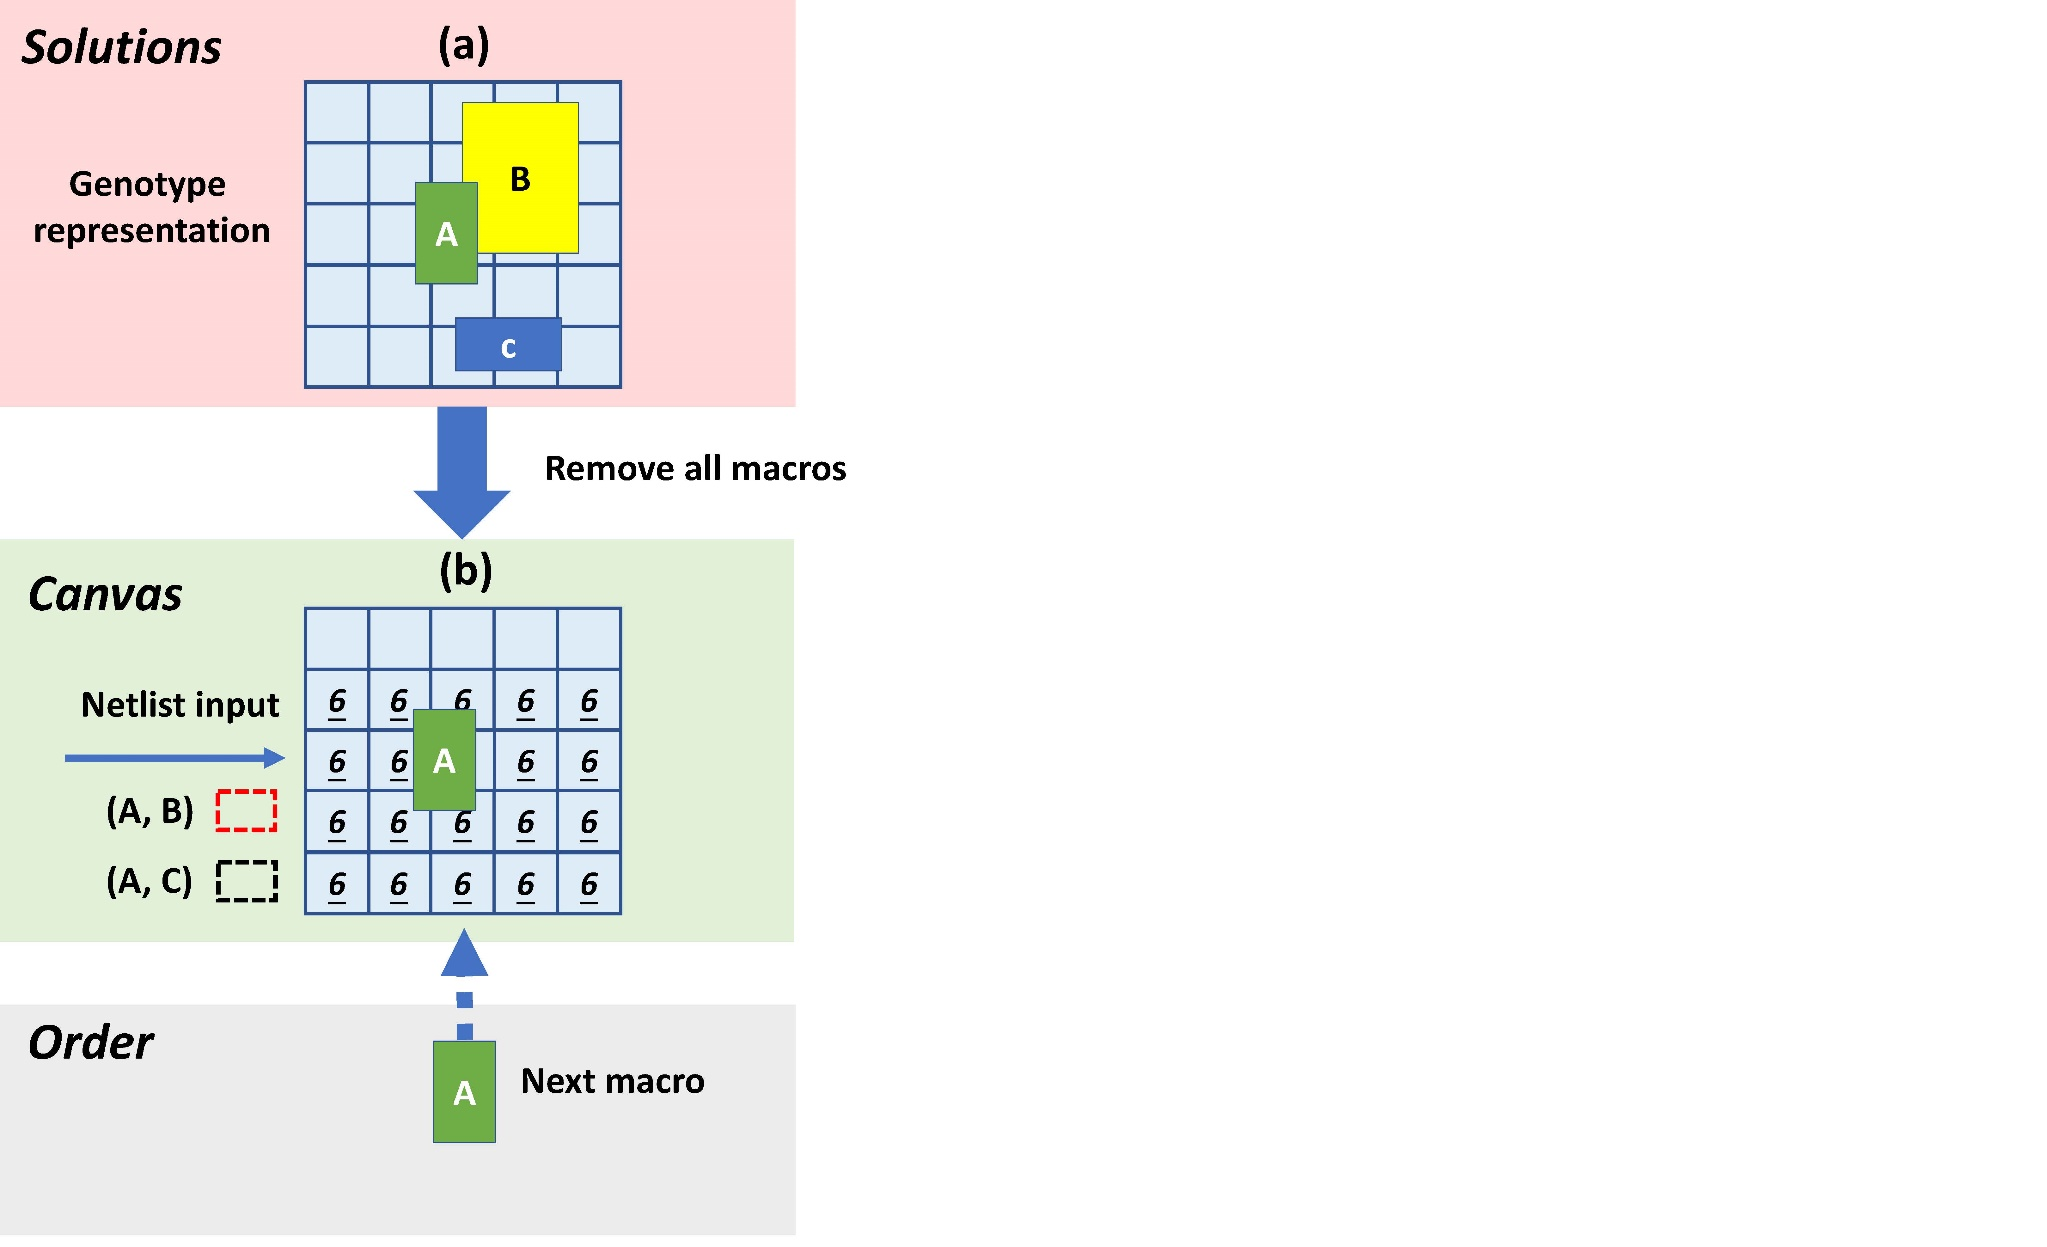 Solutions
(a)
Genotype
representation
B
A
c
Remove all macros
(b)
Canvas
Netlist input
(A, B)
(A, C)
6 6 6 6 6
6 6 A 6 6
6 6 6 6 6
6 6 6 6 6
Order
A
Next macro